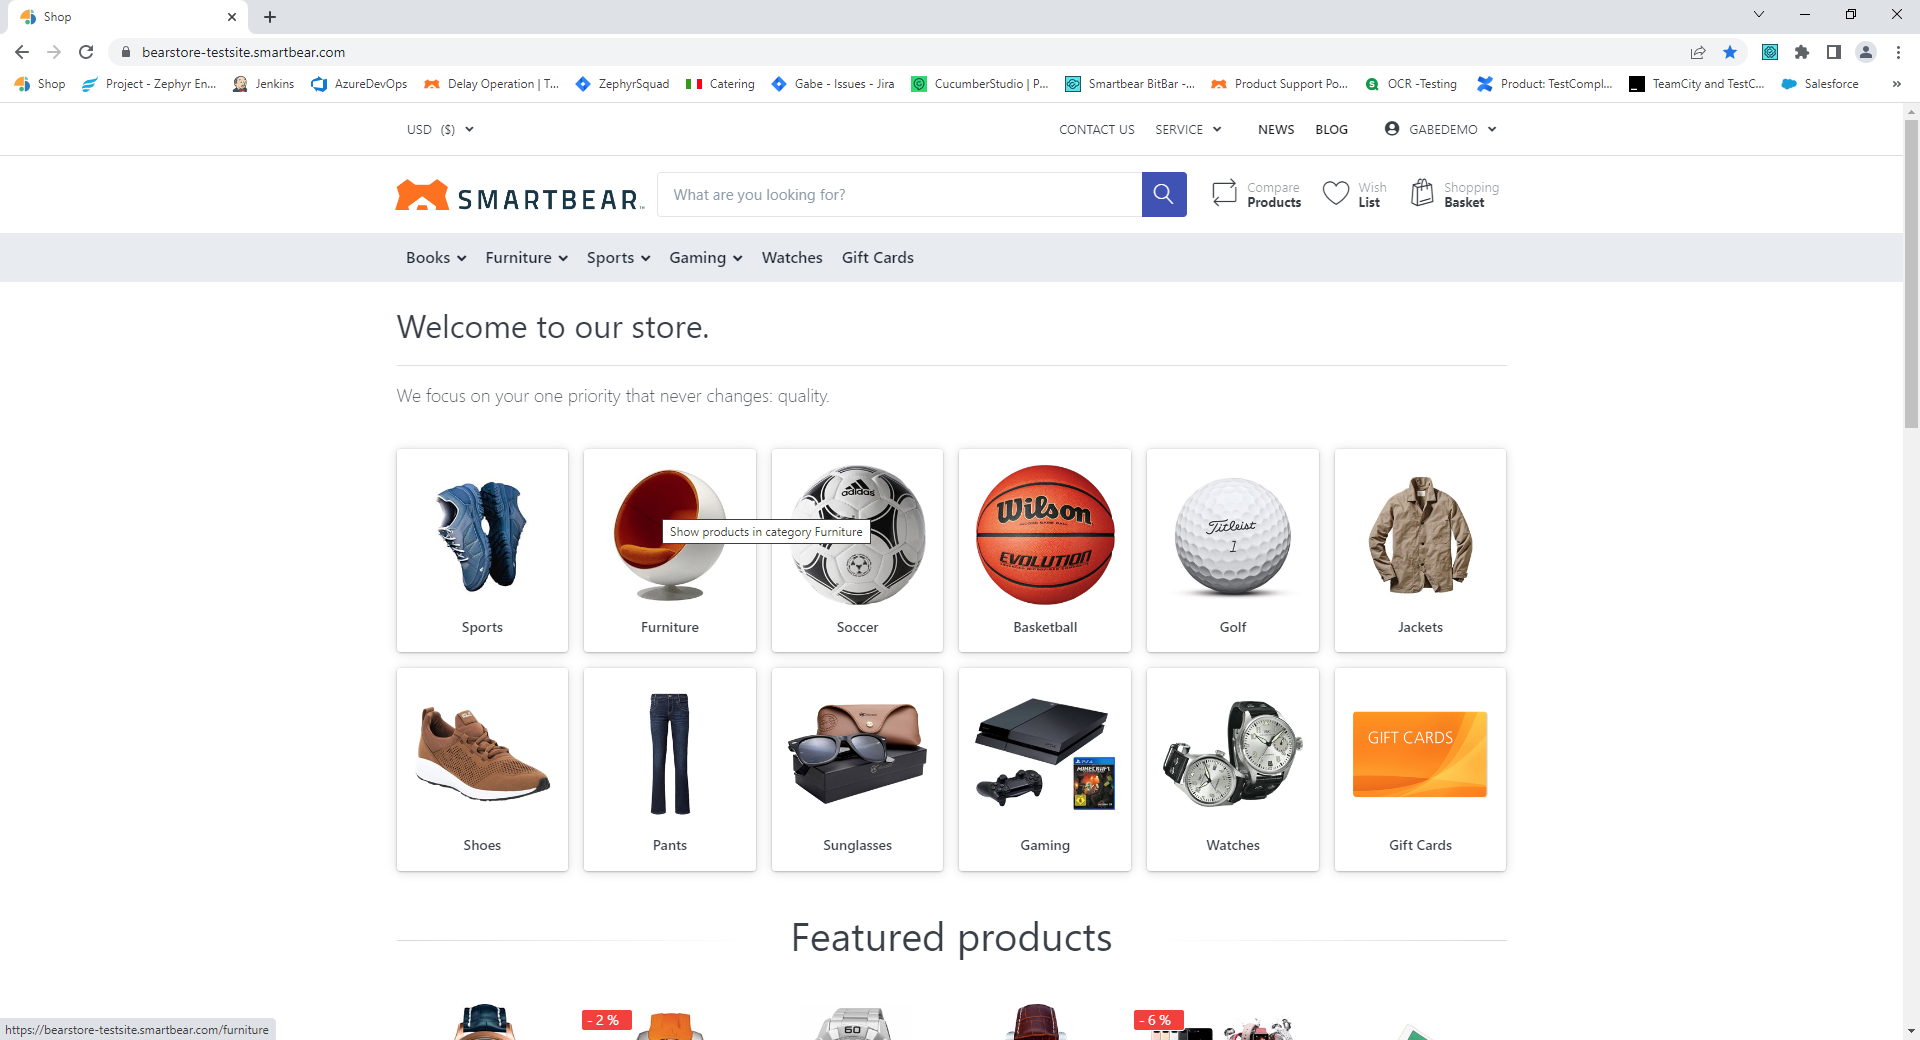 Shop
bearstore-testsite.smartbear.com
Shop
Project - Zephyr En...
Jenkins
AzureDevOps
Delay Operation | T...
ZephyrSquad
Catering
Gabe - Issues - Jira
CucumberStudio | P...
Smartbear BitBar -...
Product Support Po...
OCR -Testing
Product: TestCompl...
TeamCity and TestC...
Salesforce
USD ($)
CONTACT US
SERVICE
NEWS
BLOG
GABEDEMO
SMARTBEAR
What are you looking for?
Compare
Products
Wish
List
Shopping
Basket
Books
Furniture
Sports
Gaming
Watches
Gift Cards
Welcome to our store.
We focus on your one priority that never changes: quality.
adidas
Wilson
EVOLUTION
Titleist
1
Show products in category Furniture
Sports
Furniture
Soccer
Basketball
Golf
Jackets
PS4
MINECRAFT
GIFT CARDS
Shoes
Pants
Sunglasses
Gaming
Watches
Gift Cards
Featured products
- 2 %
60
- 6 %
https://bearstore-testsite.smartbear.com/furniture